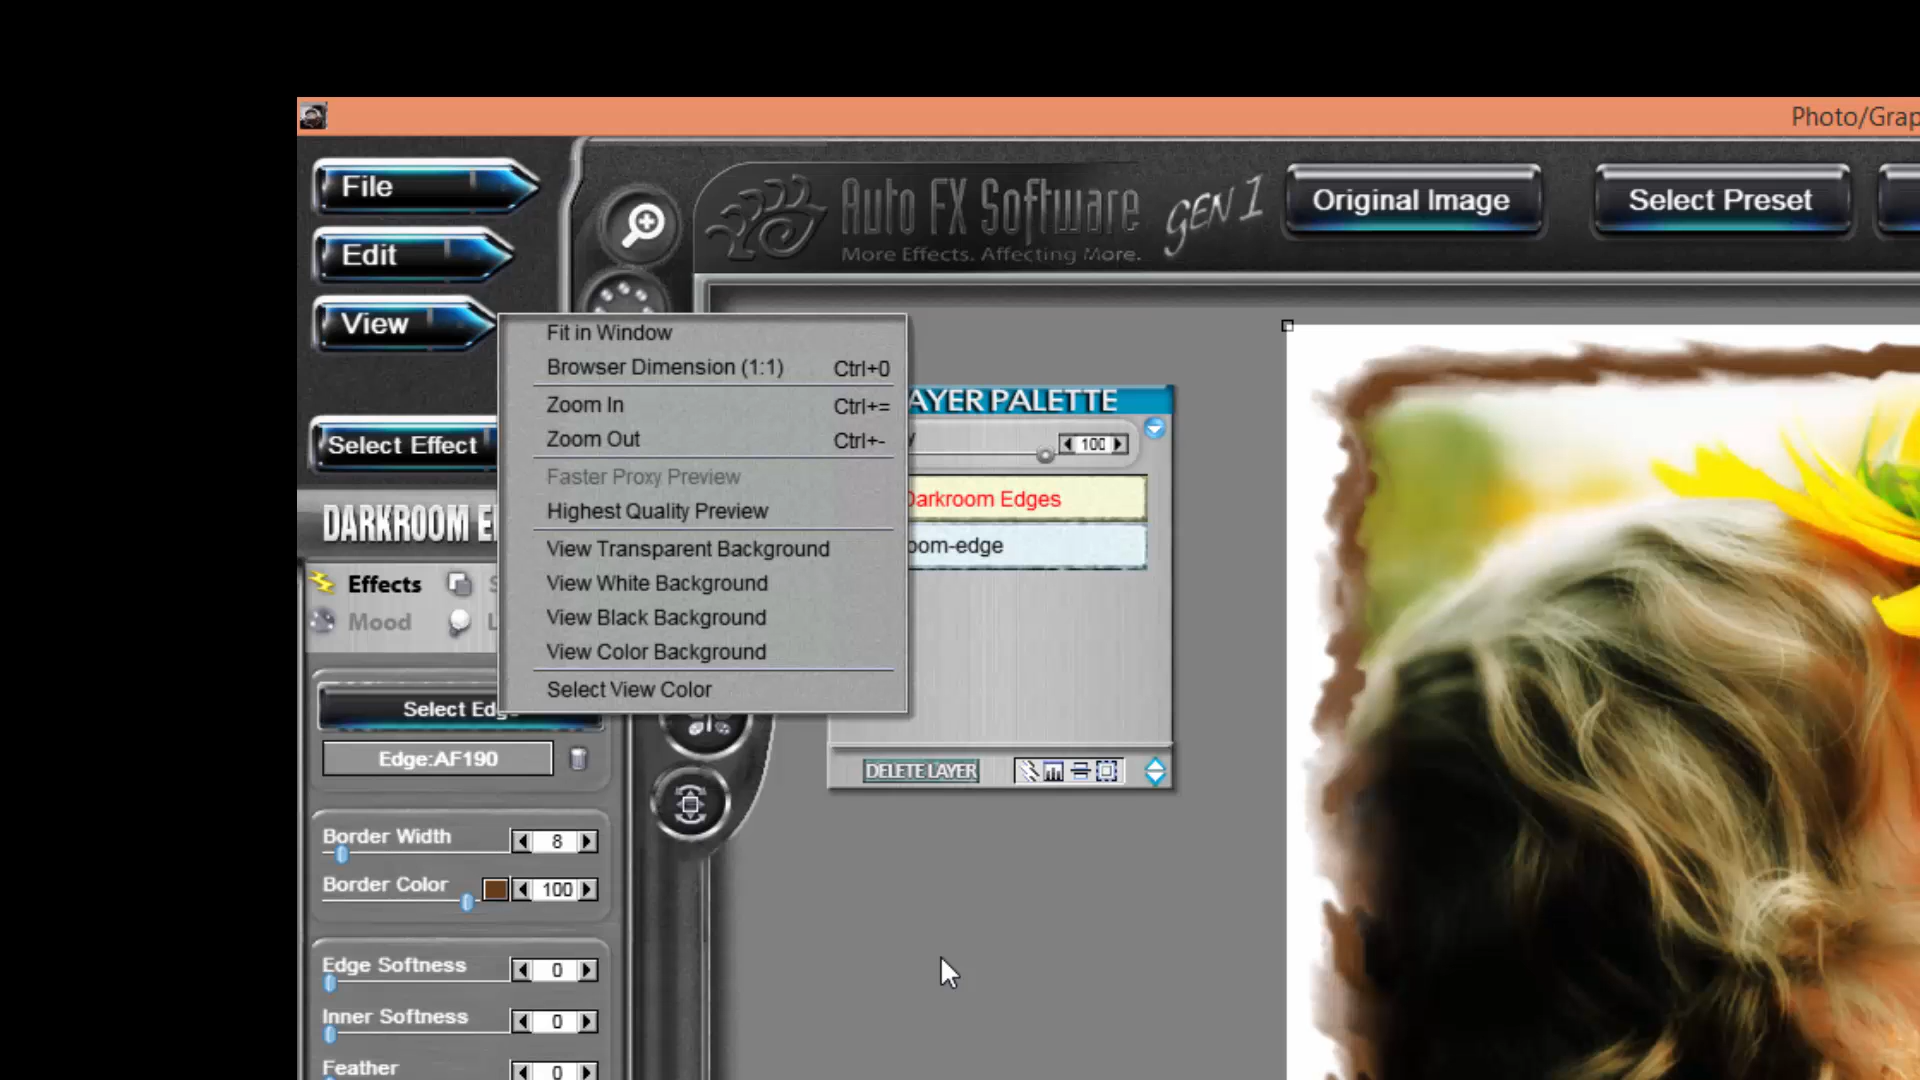 Photo/Grap
File
Edit
View
Auto FX Software
More Effects. Affecting More.
GEN 1
Original Image
Select Preset
Fit in Window
Browser Dimension (1:1) Ctrl+0
Zoom In Ctrl+=
Zoom Out Ctrl+-
Faster Proxy Preview
Highest Quality Preview
View Transparent Background
View White Background
View Black Background
View Color Background
Select View Color
AYER PALETTE
y
100
Darkroom Edges
oom-edge
DELETE LAYER
Select Effect
DARKROOM E
Effects S
Mood L
Select Edge
Edge:AF190
Border Width 8
Border Color 100
Edge Softness 0
Inner Softness 0
Feather 0